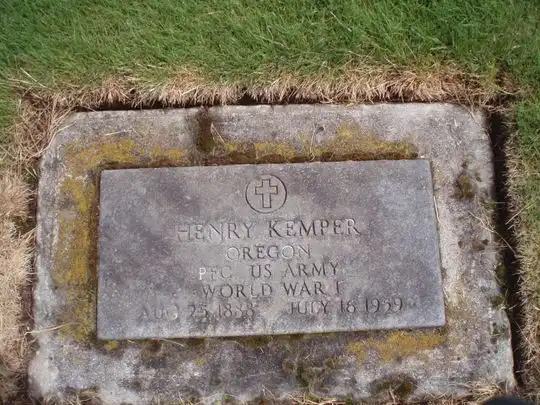 HENRY KEMPER
OREGON
PFC US ARMY
WORLD WAR I
AUG 25 1888 JULY 16 1959